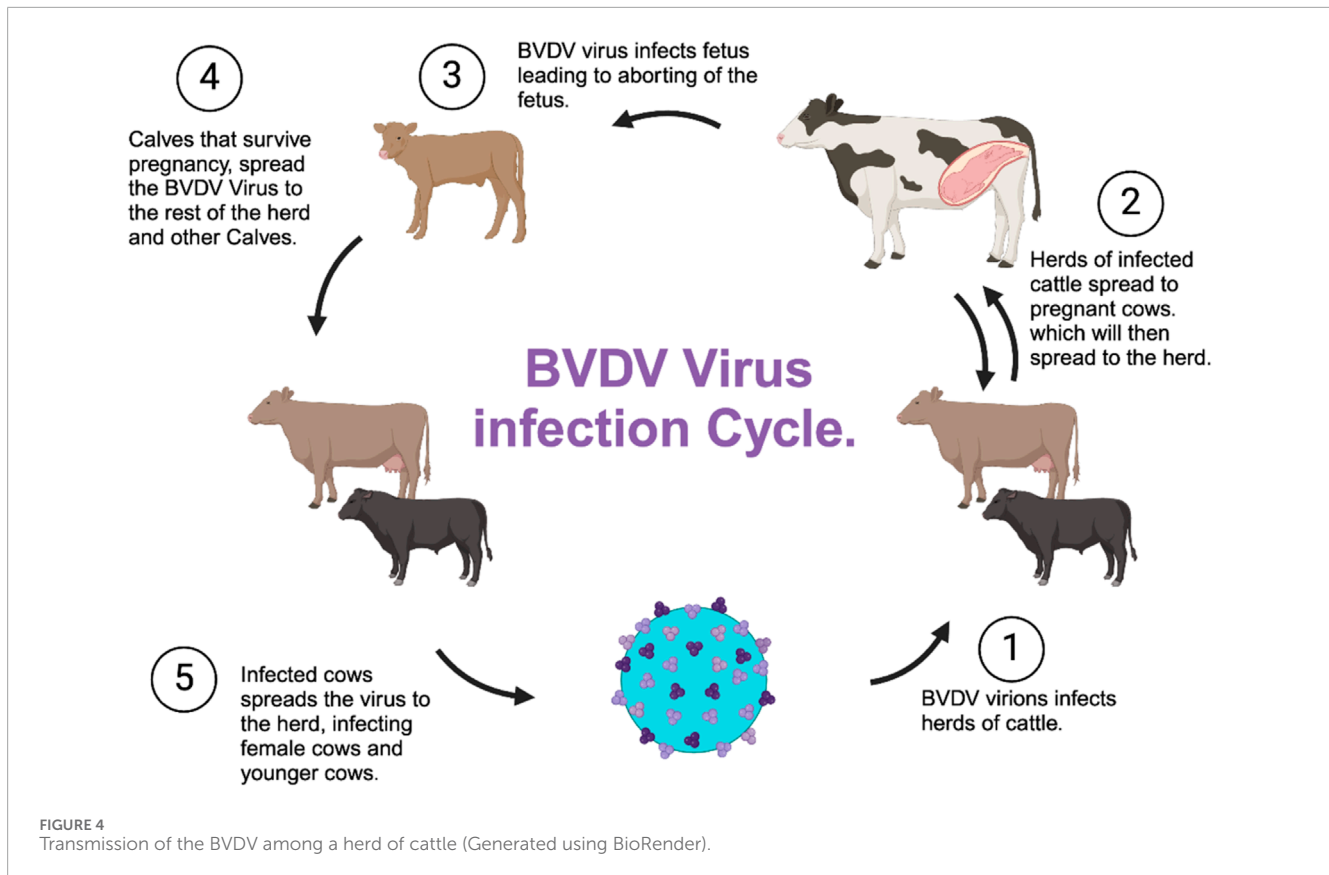 4
Calves that survive
pregnancy, spread
the BVDV Virus to
the rest of the herd
and other Calves.
3
BVDV virus infects fetus
leading to aborting of the
fetus.
2
Herds of infected
cattle spread to
pregnant cows.
which will then
spread to the herd.
BVDV Virus
infection Cycle.
5
Infected cows
spreads the virus to
the herd, infecting
female cows and
younger cows.
1
BVDV virions infects
herds of cattle.
FIGURE 4
Transmission of the BVDV among a herd of cattle (Generated using BioRender).